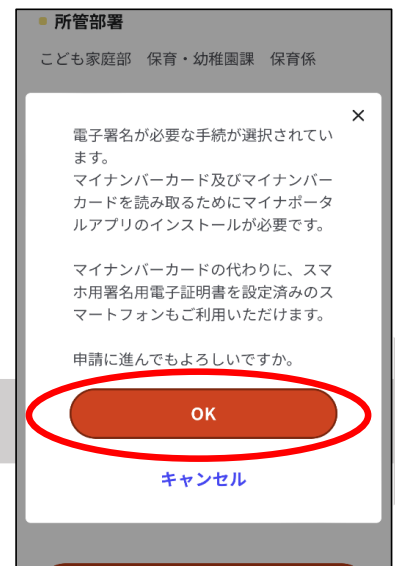 所管部署
こども家庭部 保育・幼稚園課 保育係
×
電子署名が必要な手続が選択されてい
ます。
マイナンバーカード及びマイナンバー
カードを読み取るためにマイナポータ
ルアプリのインストールが必要です。
マイナンバーカードの代わりに、スマ
ホ用署名用電子証明書を設定済みのス
マートフォンもご利用いただけます。
申請に進んでもよろしいですか。
OK
キャンセル